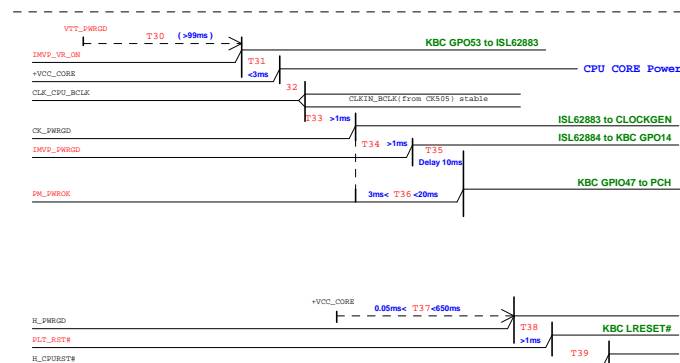 VTT_PWRGD
T30 (>99ms)
KBC GPO53 to ISL62883
IMVP_VR_ON
T31
<3ms
+VCC_CORE
CPU CORE Power
32
CLK_CPU_BCLK
CLKIN_BCLK(from CK505) stable
T33 >1ms
ISL62883 to CLOCKGEN
CK_PWRGD
T34 >1ms
ISL62884 to KBC GPO14
IMVP_PWRGD
T35
Delay 10ms
KBC GPIO47 to PCH
PM_PWROK
3ms< T36 <20ms
+VCC_CORE
0.05ms< T37 <650ms
H_PWRGD
T38
KBC LRESET#
PLT_RST#
>1ms
T39
H_CPURST#